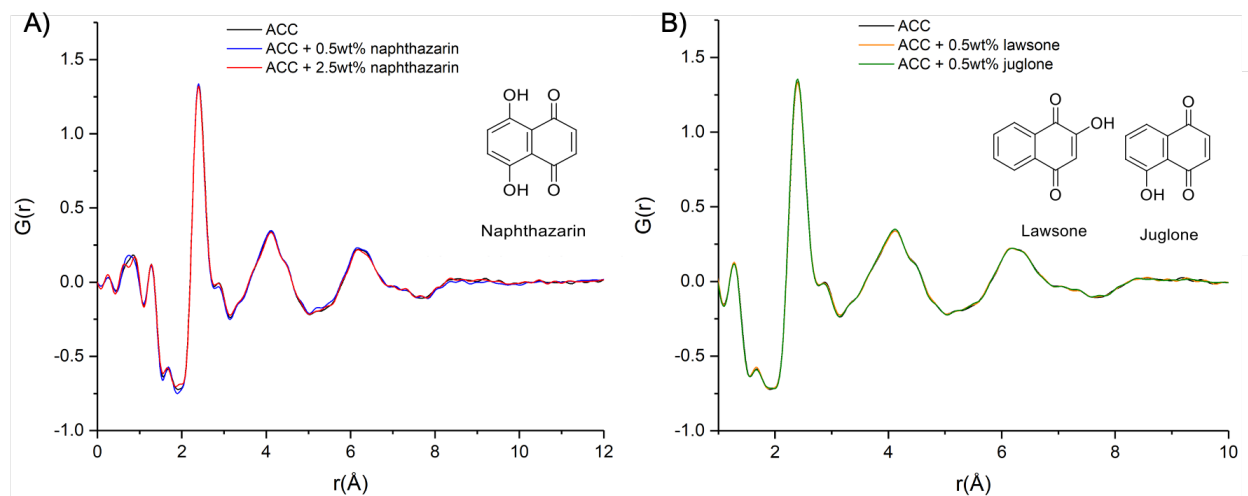 A)
ACC
ACC + 0.5wt% naphthazarin
ACC + 2.5wt% naphthazarin
1.5
1.0
0.5
0.0
-0.5
-1.0
G(r)
OH O
OH O
Naphthazarin
0 2 4 6 8 10 12
r(Å)
B)
ACC
ACC + 0.5wt% lawsone
ACC + 0.5wt% juglone
1.5
1.0
0.5
0.0
-0.5
-1.0
G(r)
O
OH
O
O
OH O
Lawsone
Juglone
2 4 6 8 10
r(Å)